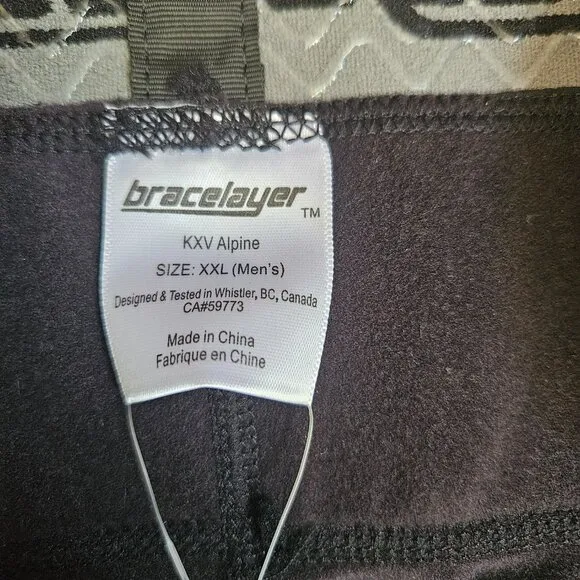 bracelayer TM
KXV Alpine
SIZE: XXL (Men's)
Designed & Tested in Whistler, BC, Canada
CA#59773
Made in China
Fabrique en Chine